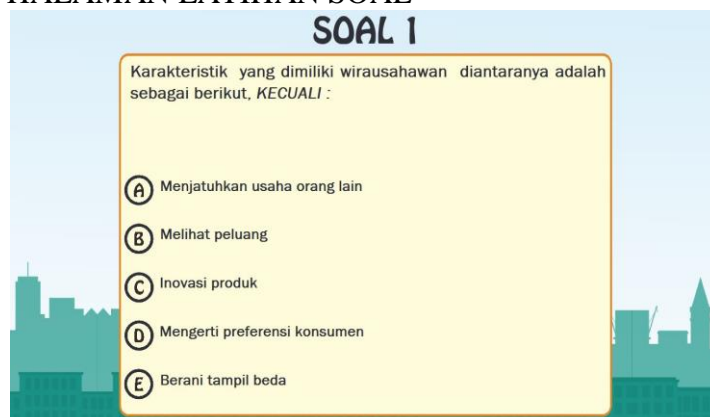 HALAMAN LATIHAN SOAL
SOAL 1
Karakteristik yang dimiliki wirausahawan diantaranya adalah
sebagai berikut, KECUALI :
A Menjatuhkan usaha orang lain
B Melihat peluang
C Inovasi produk
D Mengerti preferensi konsumen
E Berani tampil beda